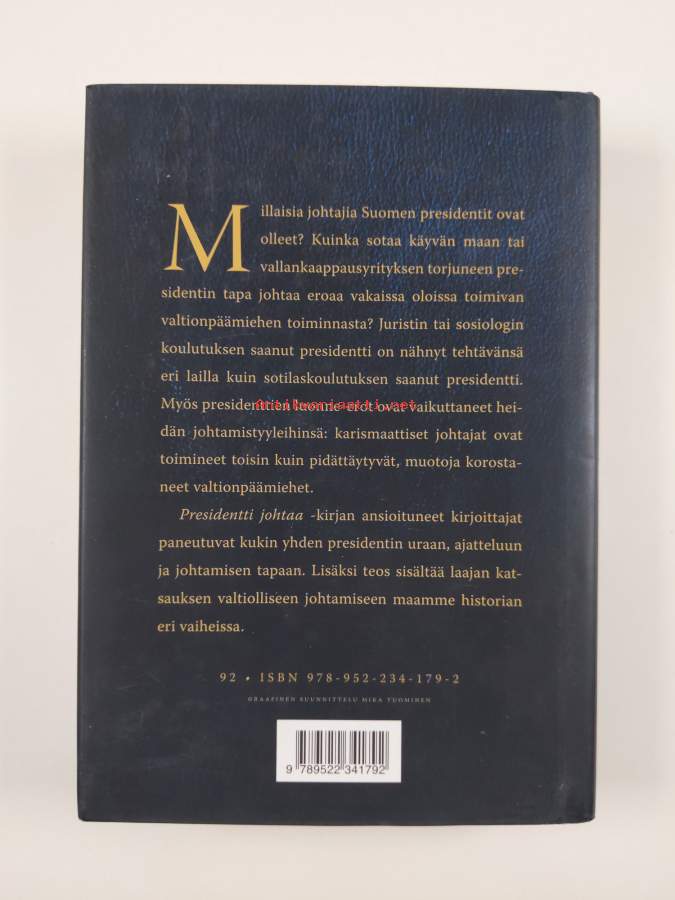 Millaisia johtajia Suomen presidentit ovat
olleet? Kuinka sotaa käyvän maan tai
vallankaappausyrityksen torjuneen pre-
sidentin tapa johtaa eroaa vakaissa oloissa toimivan
valtionpäämiehen toiminnasta? Juristin tai sosiologin
koulutuksen saanut presidentti on nähnyt tehtävänsä
eri lailla kuin sotilaskoulutuksen saanut presidentti.
Myös presidenttien luonne-erot ovat vaikuttaneet hei-
dän johtamistyyleihinsä: karismaattiset johtajat ovat
toimineet toisin kuin pidättäytyvät, muotoja korosta-
neet valtionpäämiehet.
Presidentti johtaa -kirjan ansioituneet kirjoittajat
paneutuvat kukin yhden presidentin uraan, ajatteluun
ja johtamisen tapaan. Lisäksi teos sisältää laajan kat-
sauksen valtiolliseen johtamiseen maamme historian
eri vaiheissa.
92 • ISBN 978-952-234-179-2
GRAAFINEN SUUNNITTELU MIKA TUOMINEN
9 789522 341792